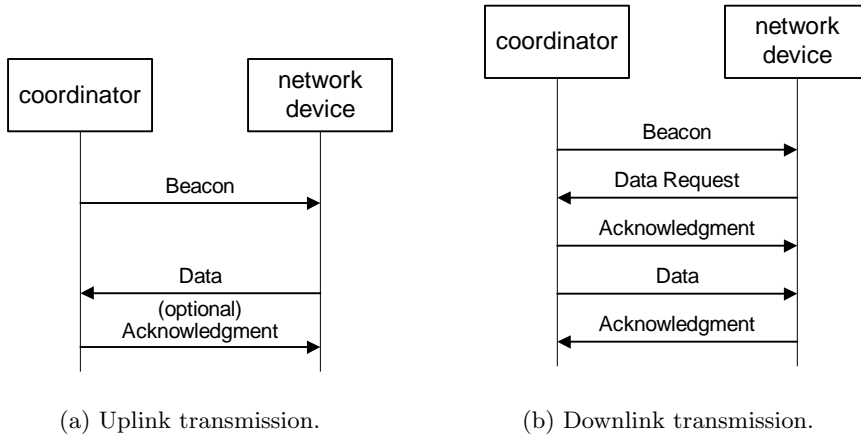 coordinator
network
device
Beacon
Data
(optional)
Acknowledgment
(a) Uplink transmission.
coordinator
network
device
Beacon
Data Request
Acknowledgment
Data
Acknowledgment
(b) Downlink transmission.